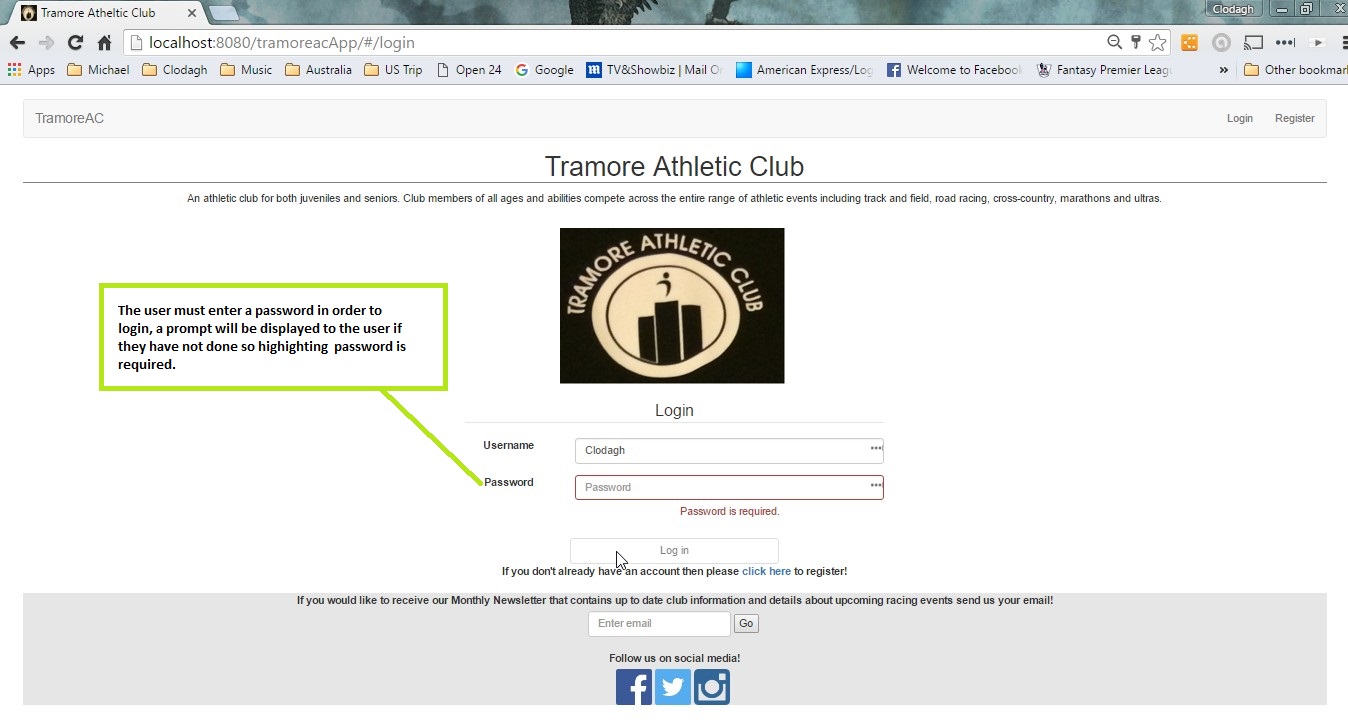 Tramore Atheltic Club
Clodagh
localhost:8080/tramoreacApp/#/login
Apps Michael Clodagh Music Australia US Trip Open 24 Google TV&Showbiz | Mail Or American Express/Log Welcome to Facebook Fantasy Premier Leagu » Other bookmark
TramoreAC Login Register
Tramore Athletic Club
An athletic club for both juveniles and seniors. Club members of all ages and abilities compete across the entire range of athletic events including track and field, road racing, cross-country, marathons and ultras.
TRAMORE ATHLETIC CLUB
The user must enter a password in order to
login, a prompt will be displayed to the user if
they have not done so highighting password is
required.
Login
Username Clodagh
Password Password
Password is required.
Log in
If you don't already have an account then please click here to register!
If you would like to receive our Monthly Newsletter that contains up to date club information and details about upcoming racing events send us your email!
Enter email Go
Follow us on social media!